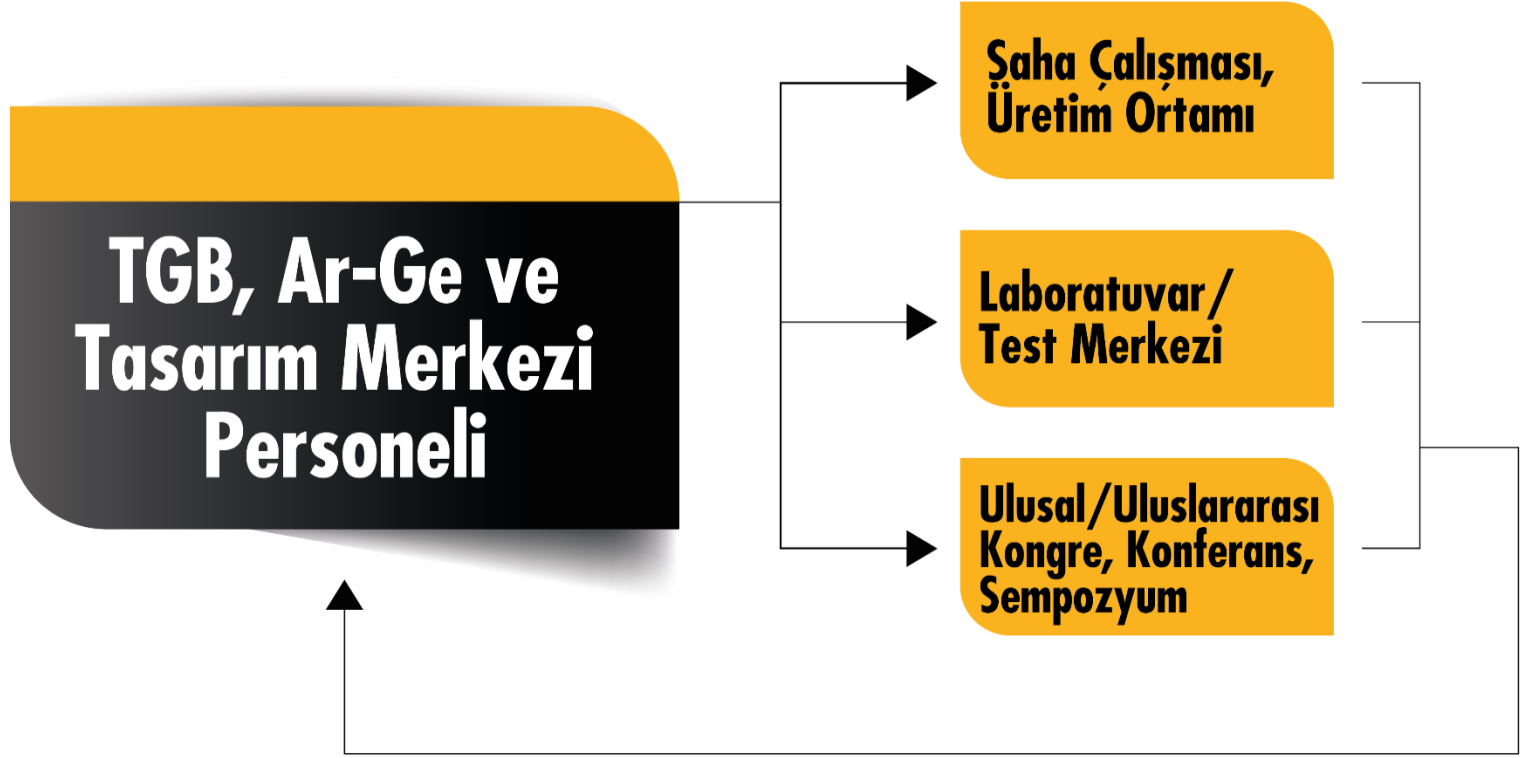 TGB, Ar-Ge ve
Tasarım Merkezi
Personeli
Saha Çalışması,
Üretim Ortamı
Laboratuvar/
Test Merkezi
Ulusal/Uluslararası
Kongre, Konferans,
Sempozyum